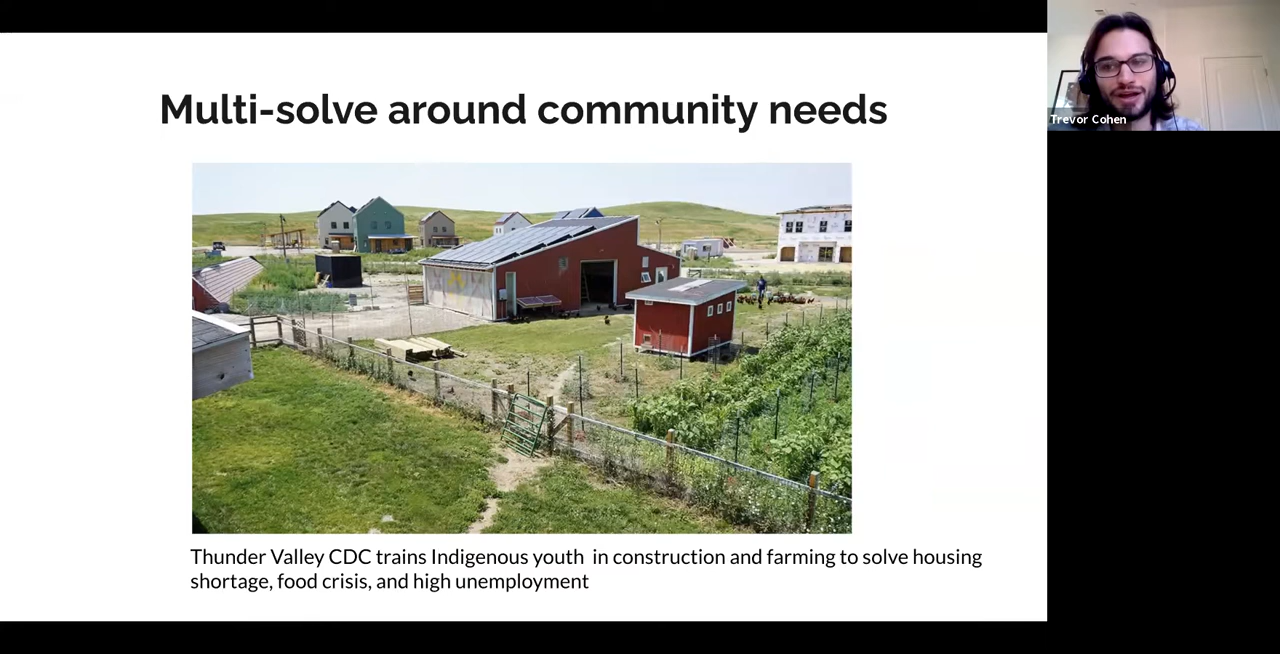 Multi-solve around community needs
Trevor Cohen
Thunder Valley CDC trains Indigenous youth  in construction and farming to solve housing
shortage, food crisis, and high unemployment